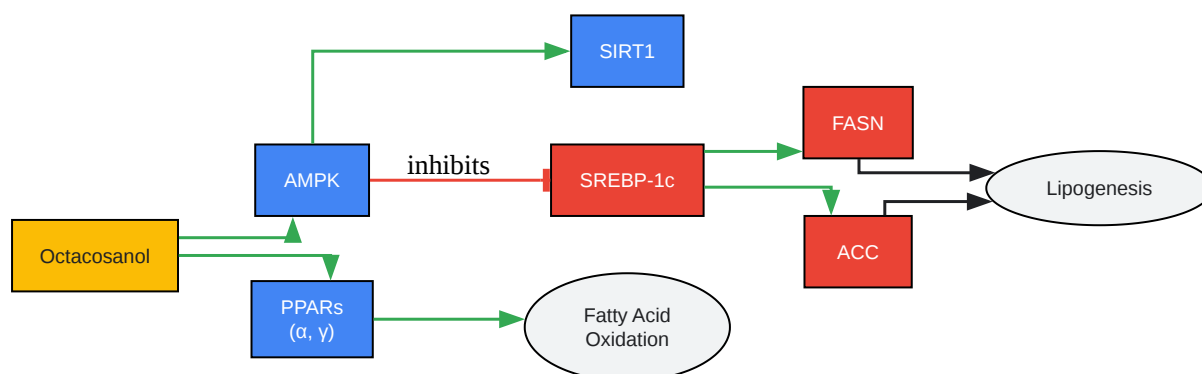 SIRT1
FASN
inhibits
AMPK
SREBP-1c
Lipogenesis
Octacosanol
ACC
PPARs
(α, γ)
Fatty Acid
Oxidation